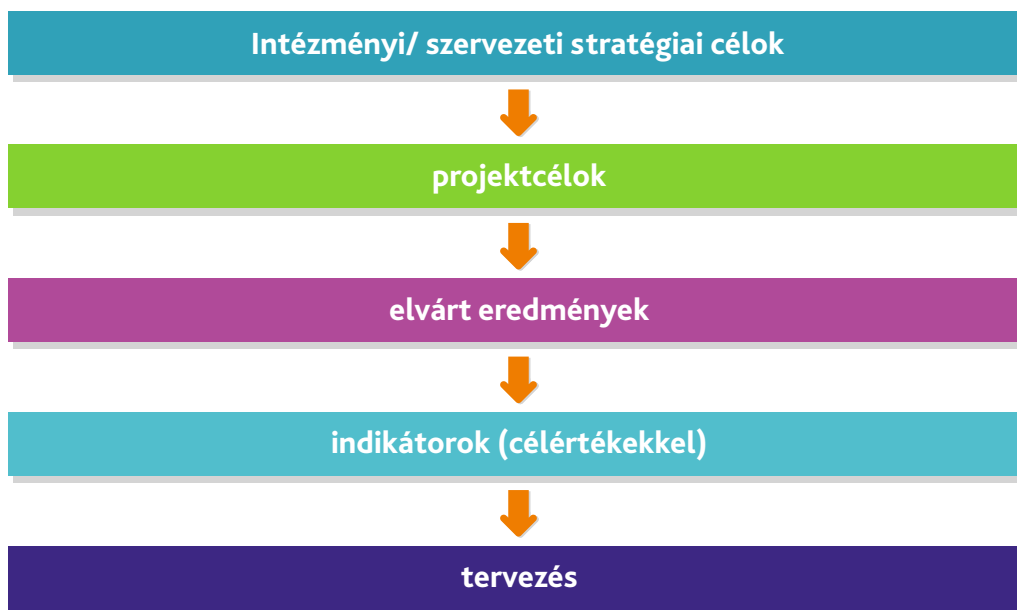 Intézményi/ szervezeti stratégiai célok
projektcélok
elvárt eredmények
indikátorok (célértékekkel)
tervezés